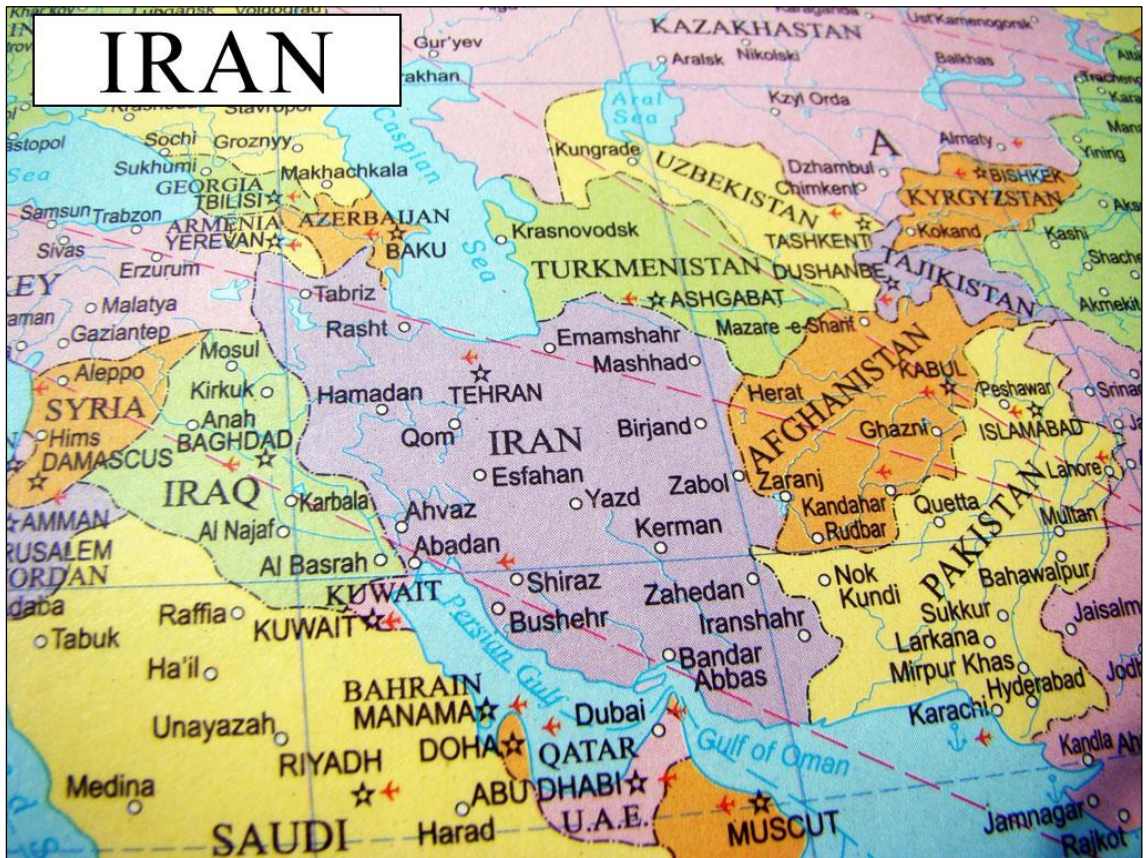 IRAN
KAZAKHSTAN
Ust'Kamenogorsk
Gur'yev
Aralsk
Nikolski
Balkhas
Aral
Sea
Kzyl Orda
Stavropol
Caspian
Sea
Sochi
Groznyy
Sukhumi
Makhachkala
Kungrade
UZBEKISTAN
Dzhambul
Chimkent
A
Almaty
Yining
BISHKEK
KYRGYZSTAN
GEORGIA
TBILISI
Samsun
Trabzon
ARMENIA
YEREVAN
AZERBAIJAN
BAKU
Krasnovodsk
TASHKENT
Kokand
Kashi
Sivas
Erzurum
TURKMENISTAN
DUSHANBE
TAJIKISTAN
Malatya
Tabriz
ASHGABAT
Gaziantep
Rasht
Emamshahr
Mazare -e-Sharif
Mosul
Mashhad
AFGHANISTAN
Aleppo
Kirkuk
Hamadan
TEHRAN
Herat
KABUL
Peshawar
SYRIA
Anah
Qom
IRAN
Birjand
Ghazni
ISLAMABAD
Hims
BAGHDAD
DAMASCUS
Esfahan
Zabol
Zaranj
Lahore
IRAQ
Karbala
Ahvaz
Yazd
Kandahar
Quetta
PAKISTAN
AMMAN
Al Najaf
Abadan
Kerman
Rudbar
Multan
Al Basrah
Shiraz
Zahedan
Nok
Kundi
Bahawalpur
KUWAIT
Persian Gulf
Bushehr
Iranshahr
Sukkur
Raffia
KUWAIT
Larkana
Tabuk
Bandar
Abbas
Mirpur Khas
Ha'il
Hyderabad
BAHRAIN
MANAMA
Dubai
Karachi
Unayazah
DOHA
QATAR
Gulf of Oman
RIYADH
ABU DHABI
Medina
U.A.E.
Harad
MUSCUT
Jamnagar
SAUDI
Rajkot